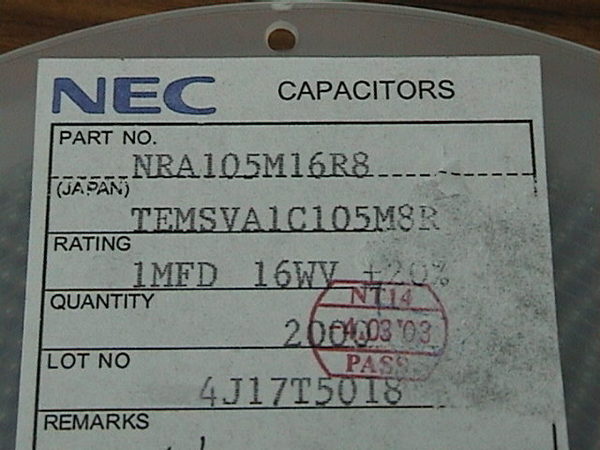 NEC CAPACITORS
PART NO.
NRA105M16R8
(JAPAN)
TEMSVA1C105M8R
RATING
1MFD 16WV ±20%
QUANTITY
2000
NT14
4.03'03
PASS
LOT NO
4J17T5018
REMARKS